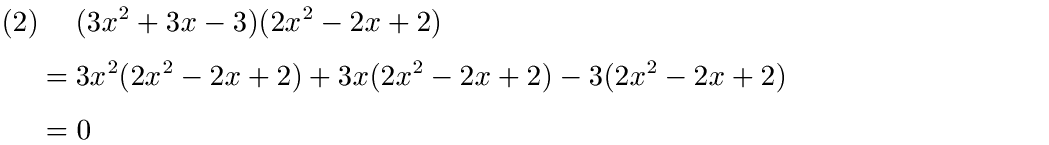 (2) (3x² + 3x − 3)(2x² − 2x + 2)
= 3x²(2x² − 2x + 2) + 3x(2x² − 2x + 2) − 3(2x² − 2x + 2)
= 0